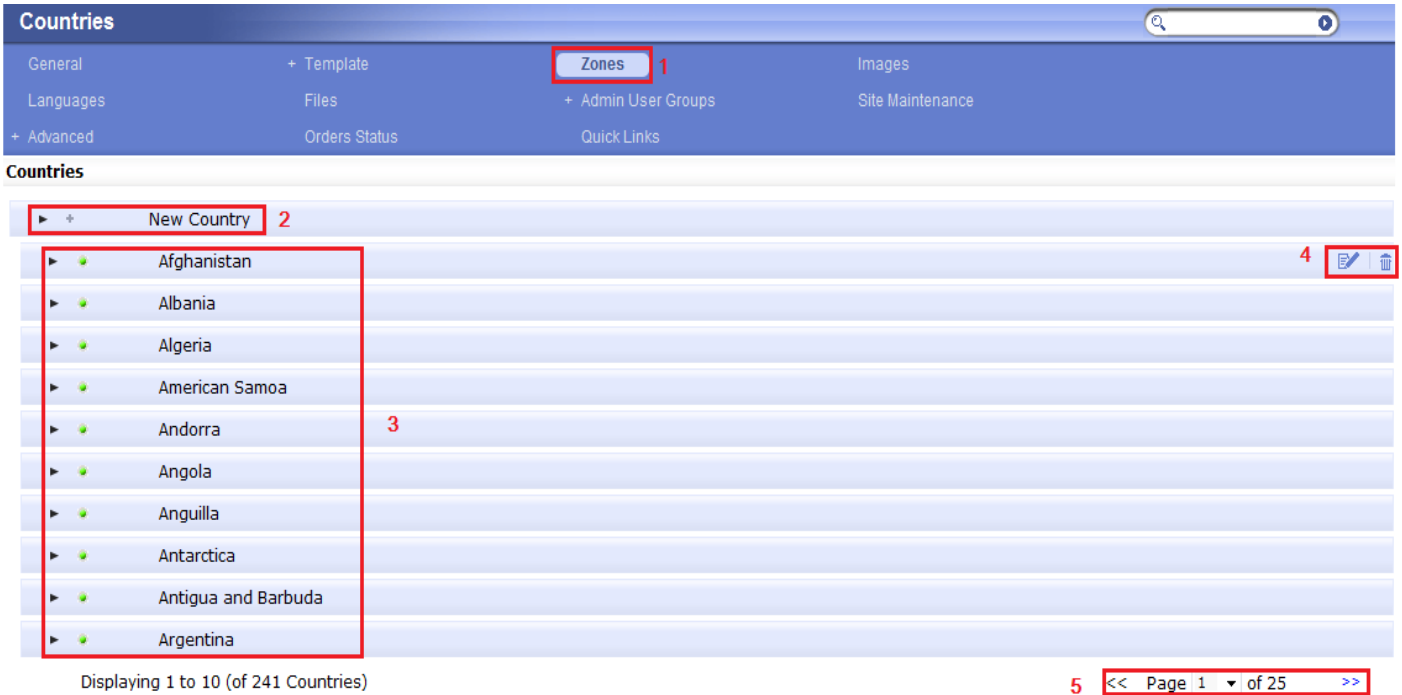 Countries
General + Template Zones 1 Images
Languages Files + Admin User Groups Site Maintenance
+ Advanced Orders Status Quick Links
Countries
+ New Country 2
Afghanistan 4
Albania
Algeria
American Samoa
Andorra 3
Angola
Anguilla
Antarctica
Antigua and Barbuda
Argentina
Displaying 1 to 10 (of 241 Countries) 5 << Page 1 of 25 >>